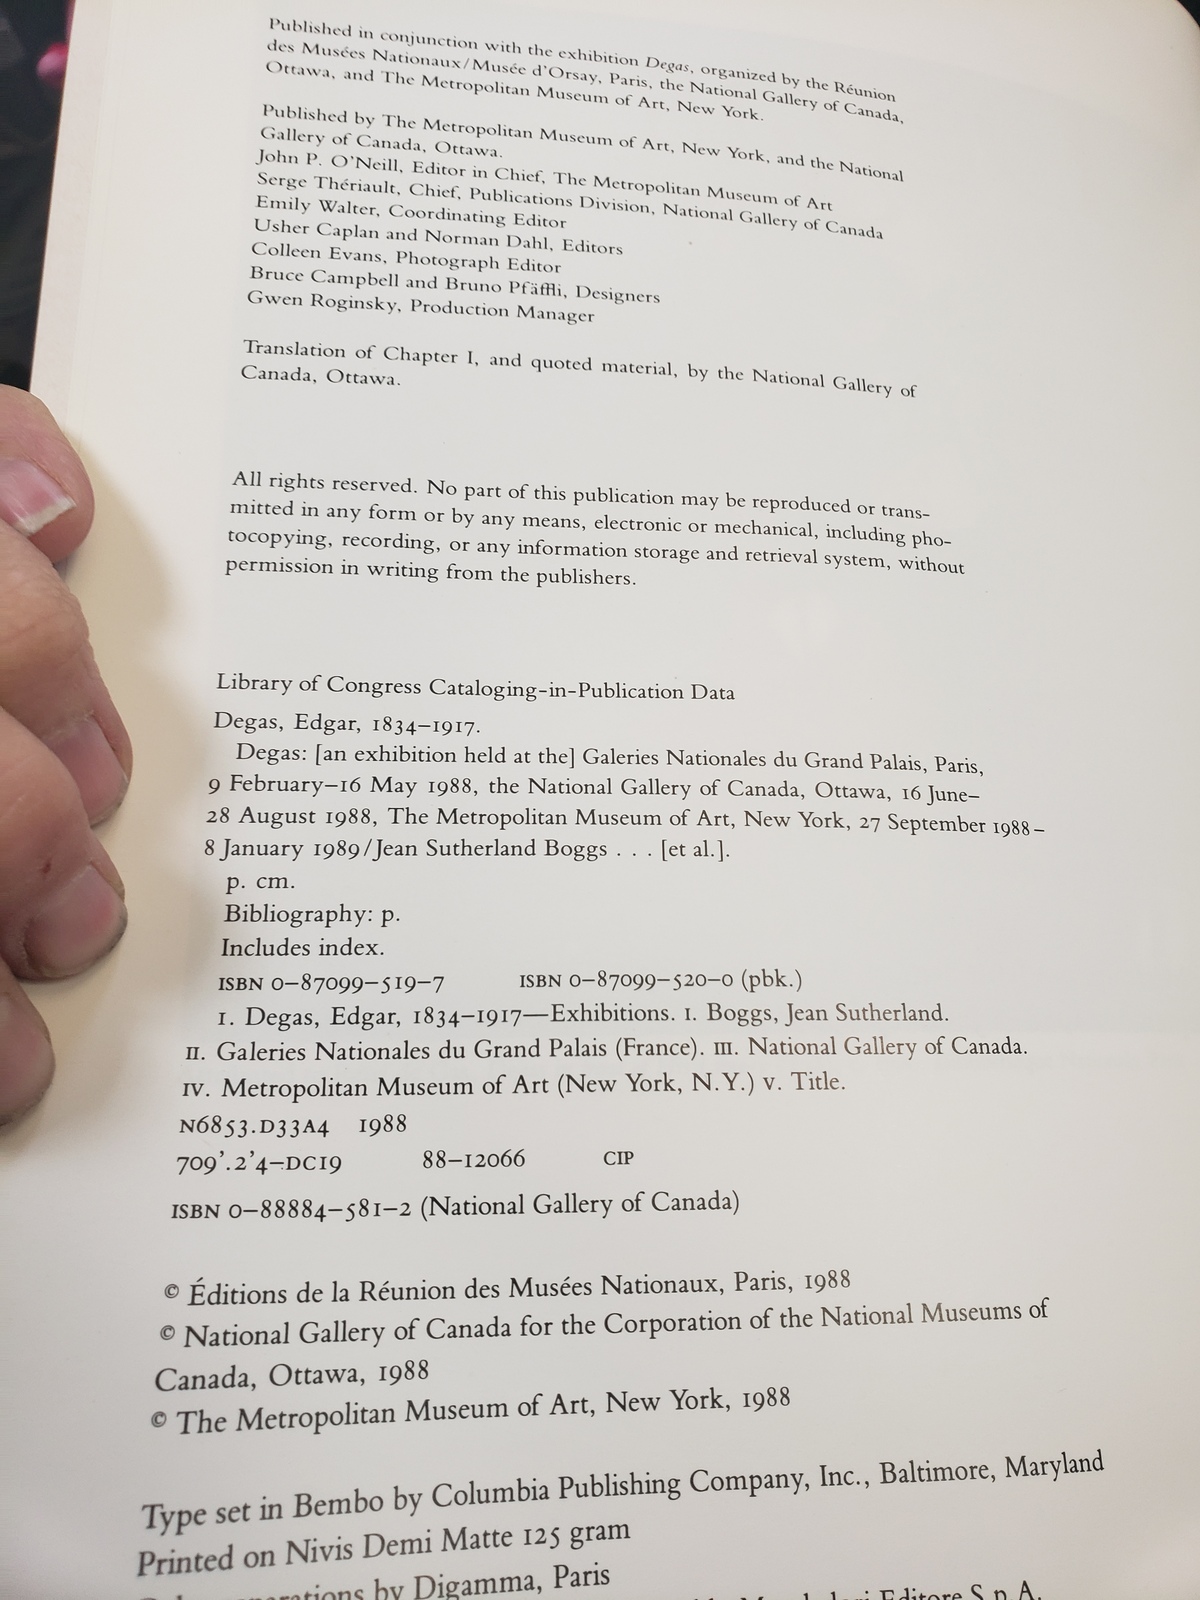 Published in conjunction with the exhibition Degas, organized by the Réunion
des Musées Nationaux/Musée d'Orsay, Paris, the National Gallery of Canada,
Ottawa, and The Metropolitan Museum of Art, New York.
Published by The Metropolitan Museum of Art, New York, and the National
Gallery of Canada, Ottawa.
John P. O'Neill, Editor in Chief, The Metropolitan Museum of Art
Serge Thériault, Chief, Publications Division, National Gallery of Canada
Emily Walter, Coordinating Editor
Usher Caplan and Norman Dahl, Editors
Colleen Evans, Photograph Editor
Bruce Campbell and Bruno Pfäffli, Designers
Gwen Roginsky, Production Manager
Translation of Chapter I, and quoted material, by the National Gallery of
Canada, Ottawa.
All rights reserved. No part of this publication may be reproduced or trans-
mitted in any form or by any means, electronic or mechanical, including pho-
tocopying, recording, or any information storage and retrieval system, without
permission in writing from the publishers.
Library of Congress Cataloging-in-Publication Data
Degas, Edgar, 1834–1917.
Degas: [an exhibition held at the] Galeries Nationales du Grand Palais, Paris,
9 February–16 May 1988, the National Gallery of Canada, Ottawa, 16 June–
28 August 1988, The Metropolitan Museum of Art, New York, 27 September 1988–
8 January 1989/Jean Sutherland Boggs . . . [et al.].
p. cm.
Bibliography: p.
Includes index.
ISBN 0–87099–519–7 ISBN 0–87099–520–0 (pbk.)
1. Degas, Edgar, 1834–1917—Exhibitions. I. Boggs, Jean Sutherland.
II. Galeries Nationales du Grand Palais (France). III. National Gallery of Canada.
IV. Metropolitan Museum of Art (New York, N.Y.) V. Title.
N6853.D33A4 1988
709'.2'4–DC19 88–12066 CIP
ISBN 0–88884–581–2 (National Gallery of Canada)
© Éditions de la Réunion des Musées Nationaux, Paris, 1988
© National Gallery of Canada for the Corporation of the National Museums of
Canada, Ottawa, 1988
© The Metropolitan Museum of Art, New York, 1988
Type set in Bembo by Columbia Publishing Company, Inc., Baltimore, Maryland
Printed on Nivis Demi Matte 125 gram
by Digamma, Paris
Editore S.p.A.